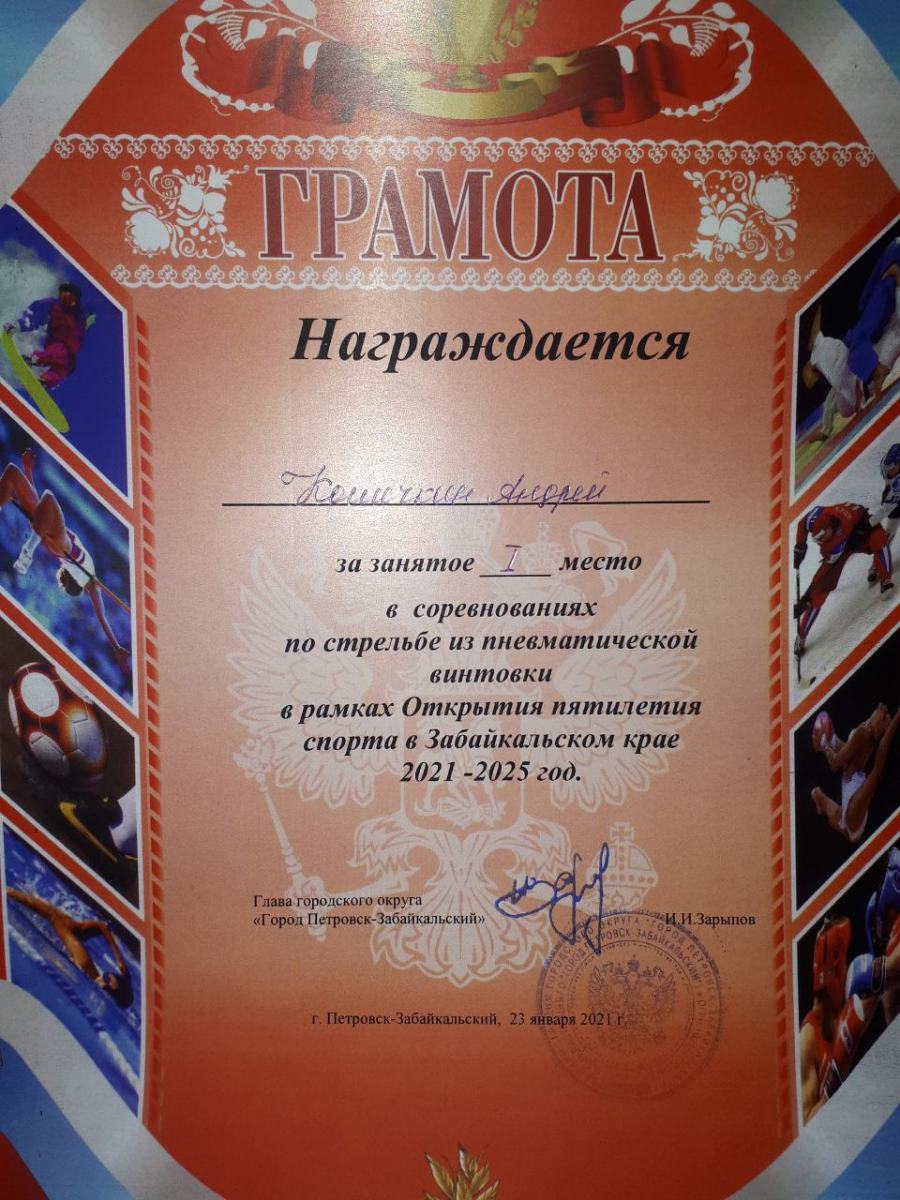 ГРАМОТА
Награждается
Кошечкин Андрей
за занятое I место
в соревнованиях
по стрельбе из пневматической
винтовки
в рамках Открытия пятилетия
спорта в Забайкальском крае
2021 -2025 год.
Глава городского округа
«Город Петровск-Забайкальский» И.И.Зарыпов
г. Петровск-Забайкальский, 23 января 2021 г.